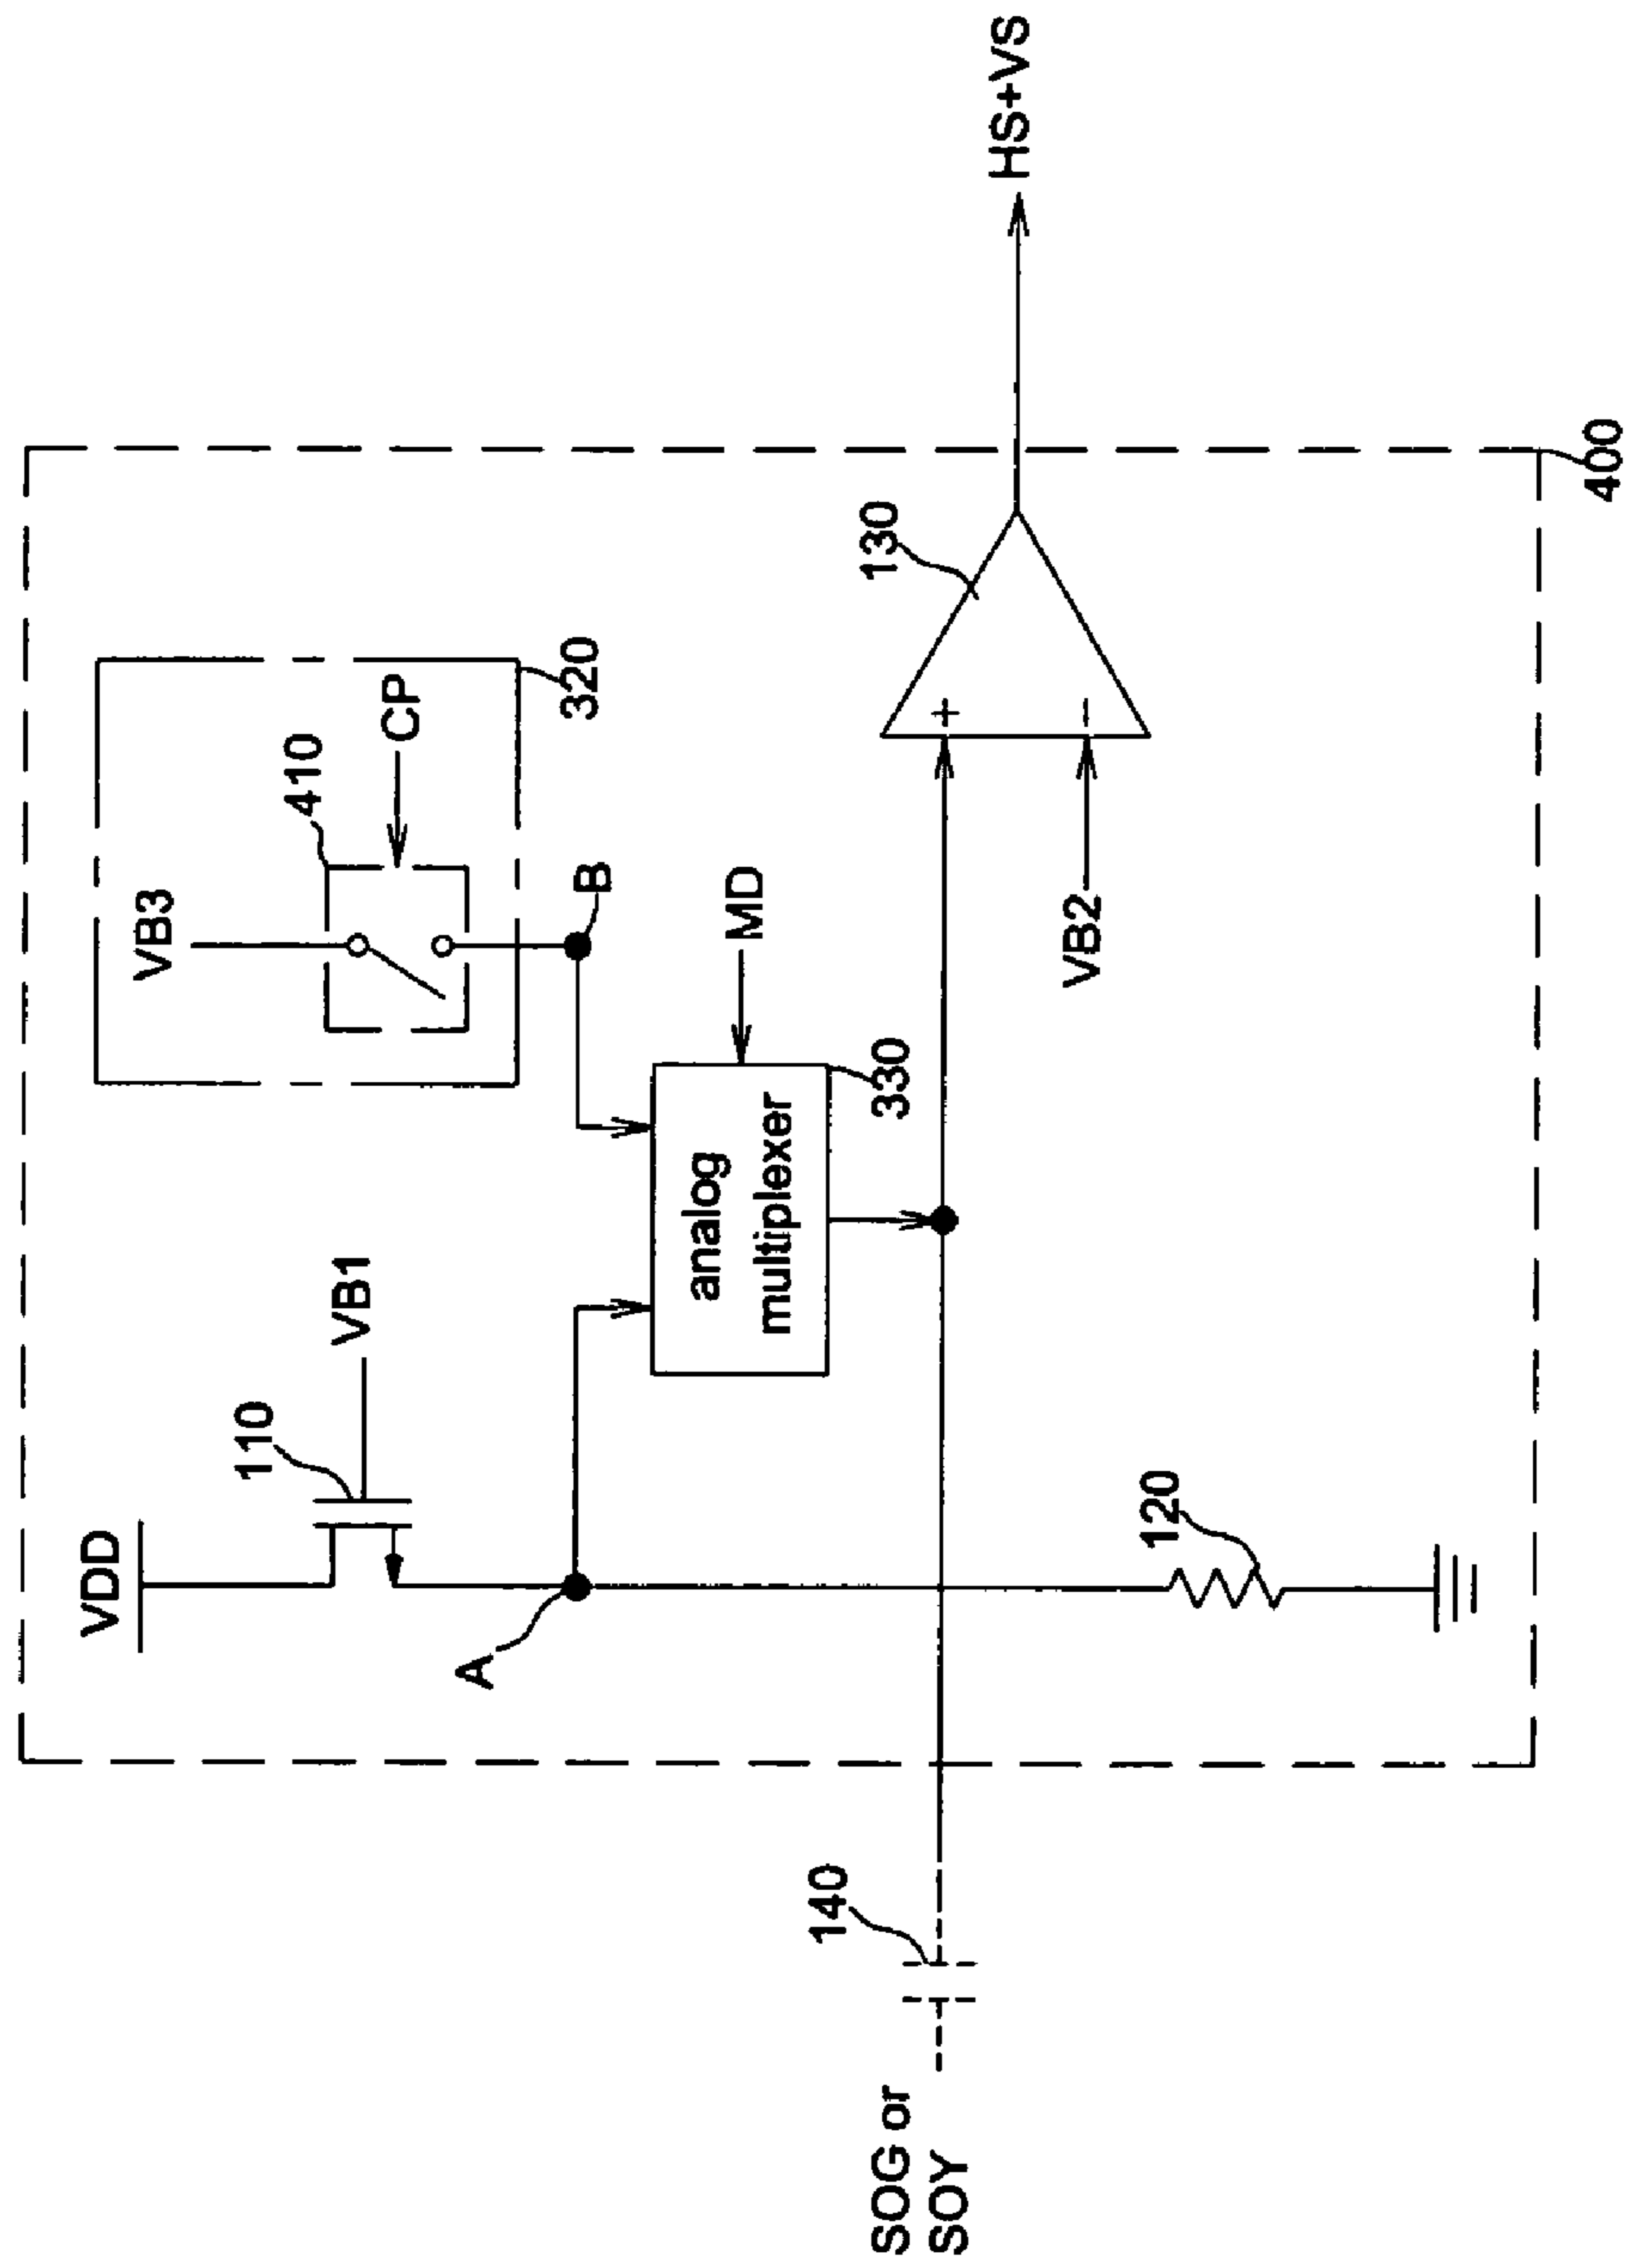 VDD
110
VB1
VB3
410
CP
320
A
B
analog
multiplexer
MD
330
130
+
−
HS+VS
SOG or
SOY
140
VB2
120
400